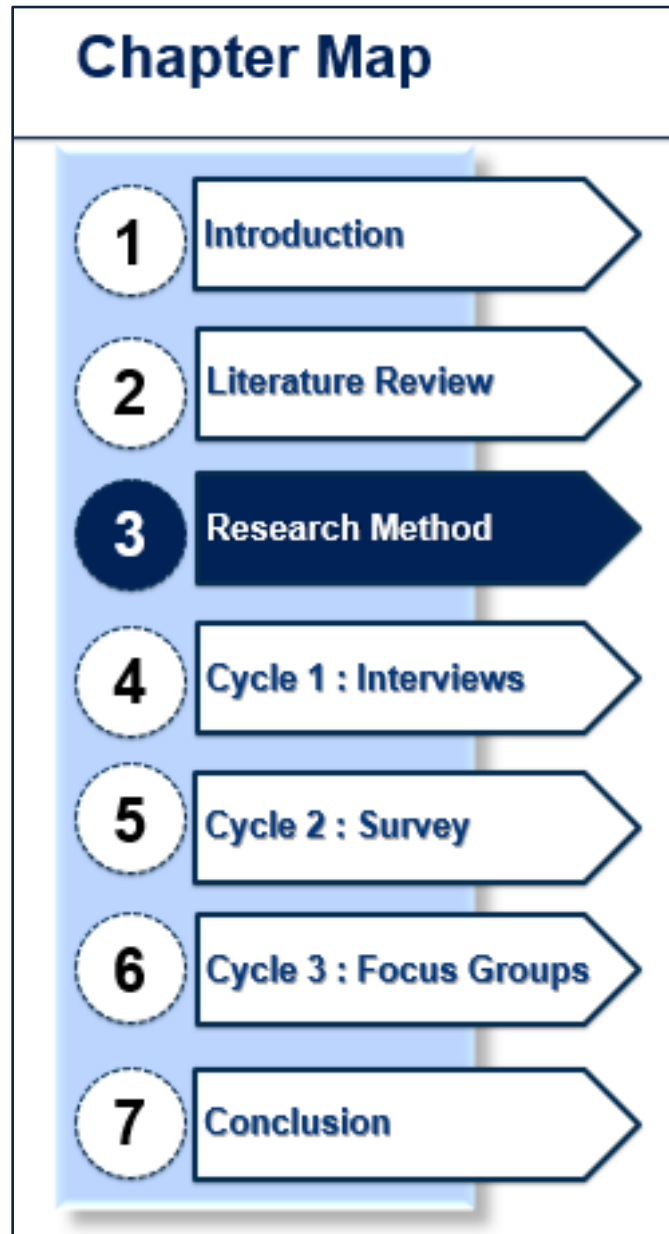 Chapter Map
1 Introduction
2 Literature Review
3 Research Method
4 Cycle 1 : Interviews
5 Cycle 2 : Survey
6 Cycle 3 : Focus Groups
7 Conclusion